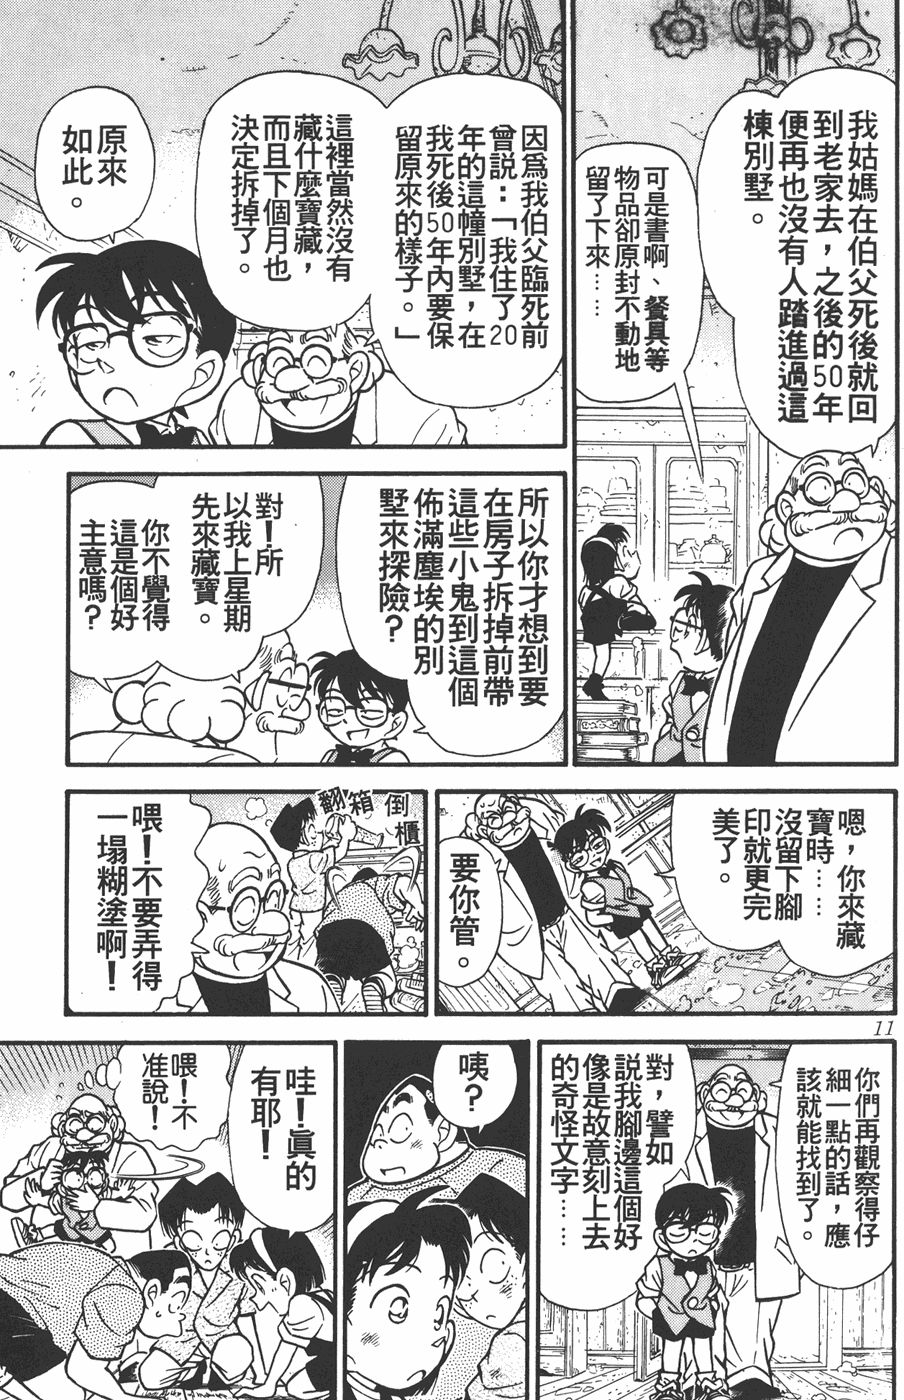 我姑媽在伯父死後就回
到老家去，之後的50年
便再也沒有人踏進過這
棟別墅。
可是書啊、餐具等
物品卻原封不動地
留了下來⋯⋯
因為我伯父臨死前
曾說：「我住了20
年的這幢別墅，在
我死後50年內要保
留原來的樣子。」
這裡當然沒有
藏什麼寶藏，
而且下個月也
決定拆掉了。
原來
如此。
所以你才想到要
在房子拆掉前帶
這些小鬼到這個
佈滿塵埃的別
墅來探險？
對！所
以我上星期
先來藏寶。
你不覺得
這是個好
主意嗎？
嗯，你來藏
寶時⋯⋯
沒留下腳
印就更完
美了。
要你管。
翻箱倒櫃
喂！不要弄得
一塌糊塗啊！
11
你們再觀察得仔
細一點的話，應
該就能找到了。
對，譬如
說我腳邊這個好
像是故意刻上去
的奇怪文字⋯⋯
咦？
哇！真的
有耶！
喂！不
准說！